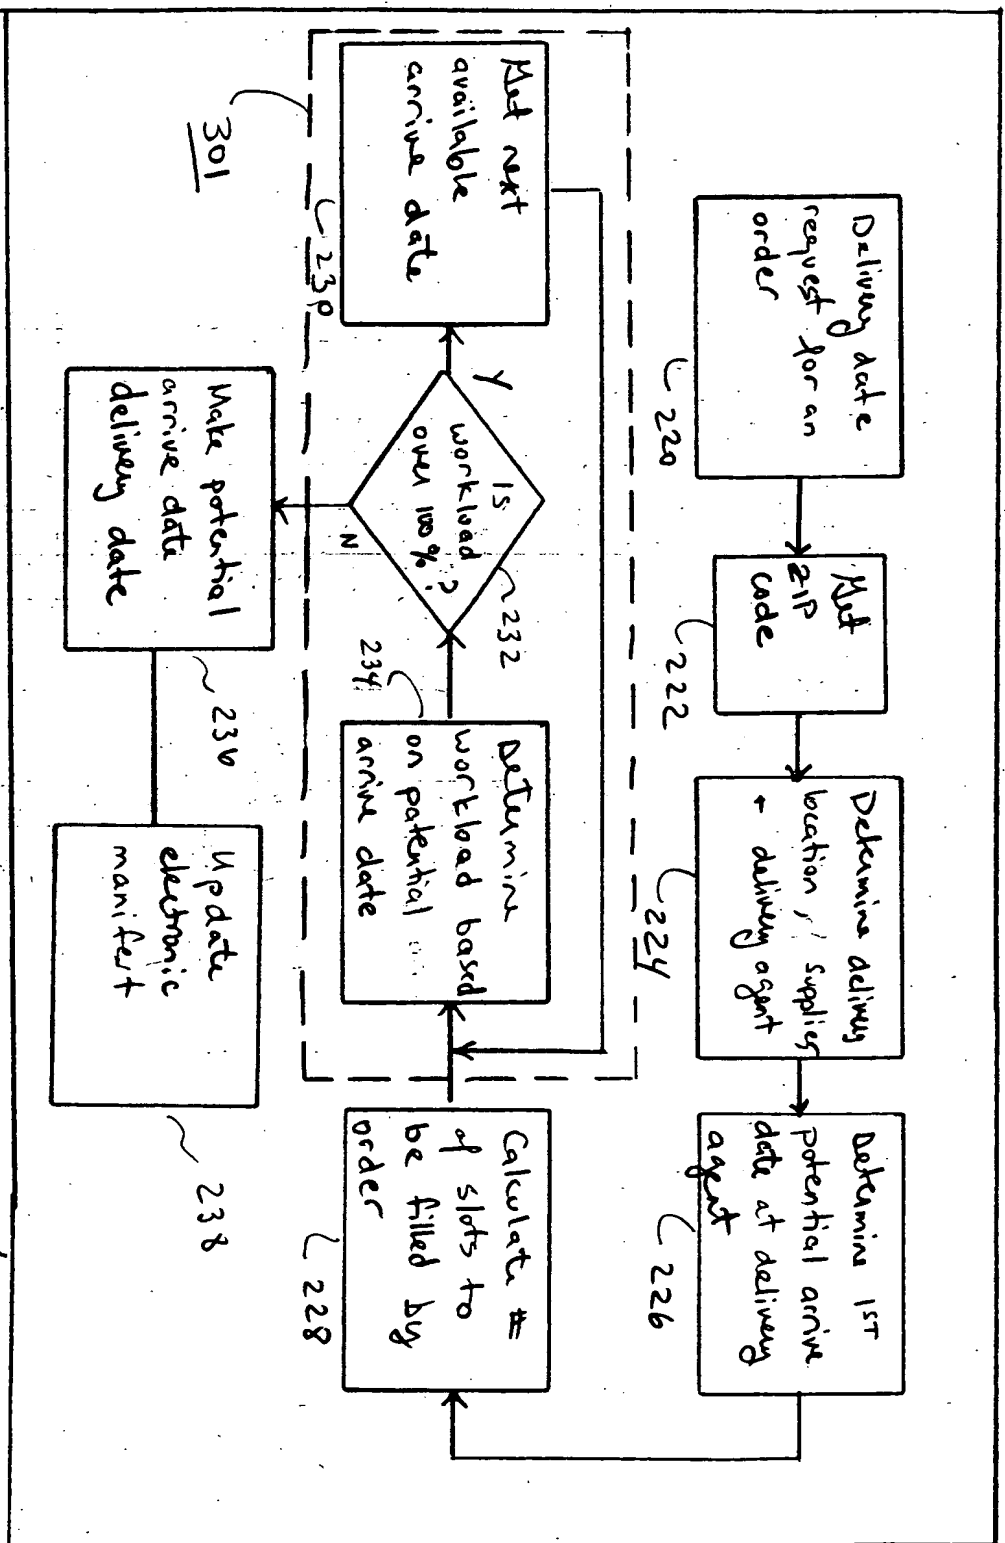 Delivery date
request for an
order
220
Get
ZIP
code
222
Determine delivery
location, supplies
+ delivery agent
224
Determine 1ST
potential arrive
date at delivery
agent
226
Calculate #
of slots to
be filled by
order
228
Determine
workload based
on patential
arrive date
234
Is
workload
over 100%?
232
Y
N
Get next
available
arrive date
230
301
Make potential
arrive date
delivery date
236
Update
electronic
manifest
238